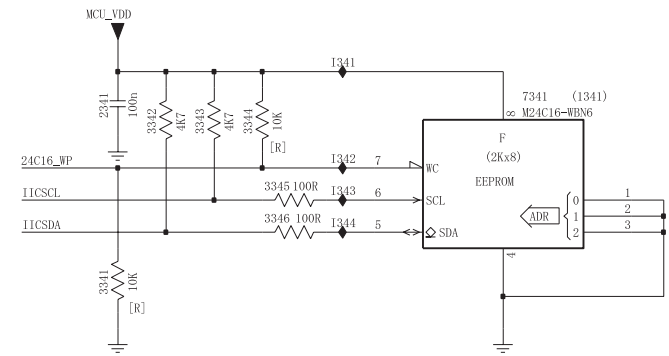 MCU_VDD
I341
7341 (1341)
∞ M24C16-WBN6
2341 100n
3342 4K7
3343 4K7
3344 10K
[R]
F
(2Kx8)
EEPROM
24C16_WP I342 7 WC
IICSCL 3345 100R I343 6 SCL
IICSDA 3346 100R I344 5 SDA
ADR 0 1
1 2
2 3
4
3341 10K
[R]